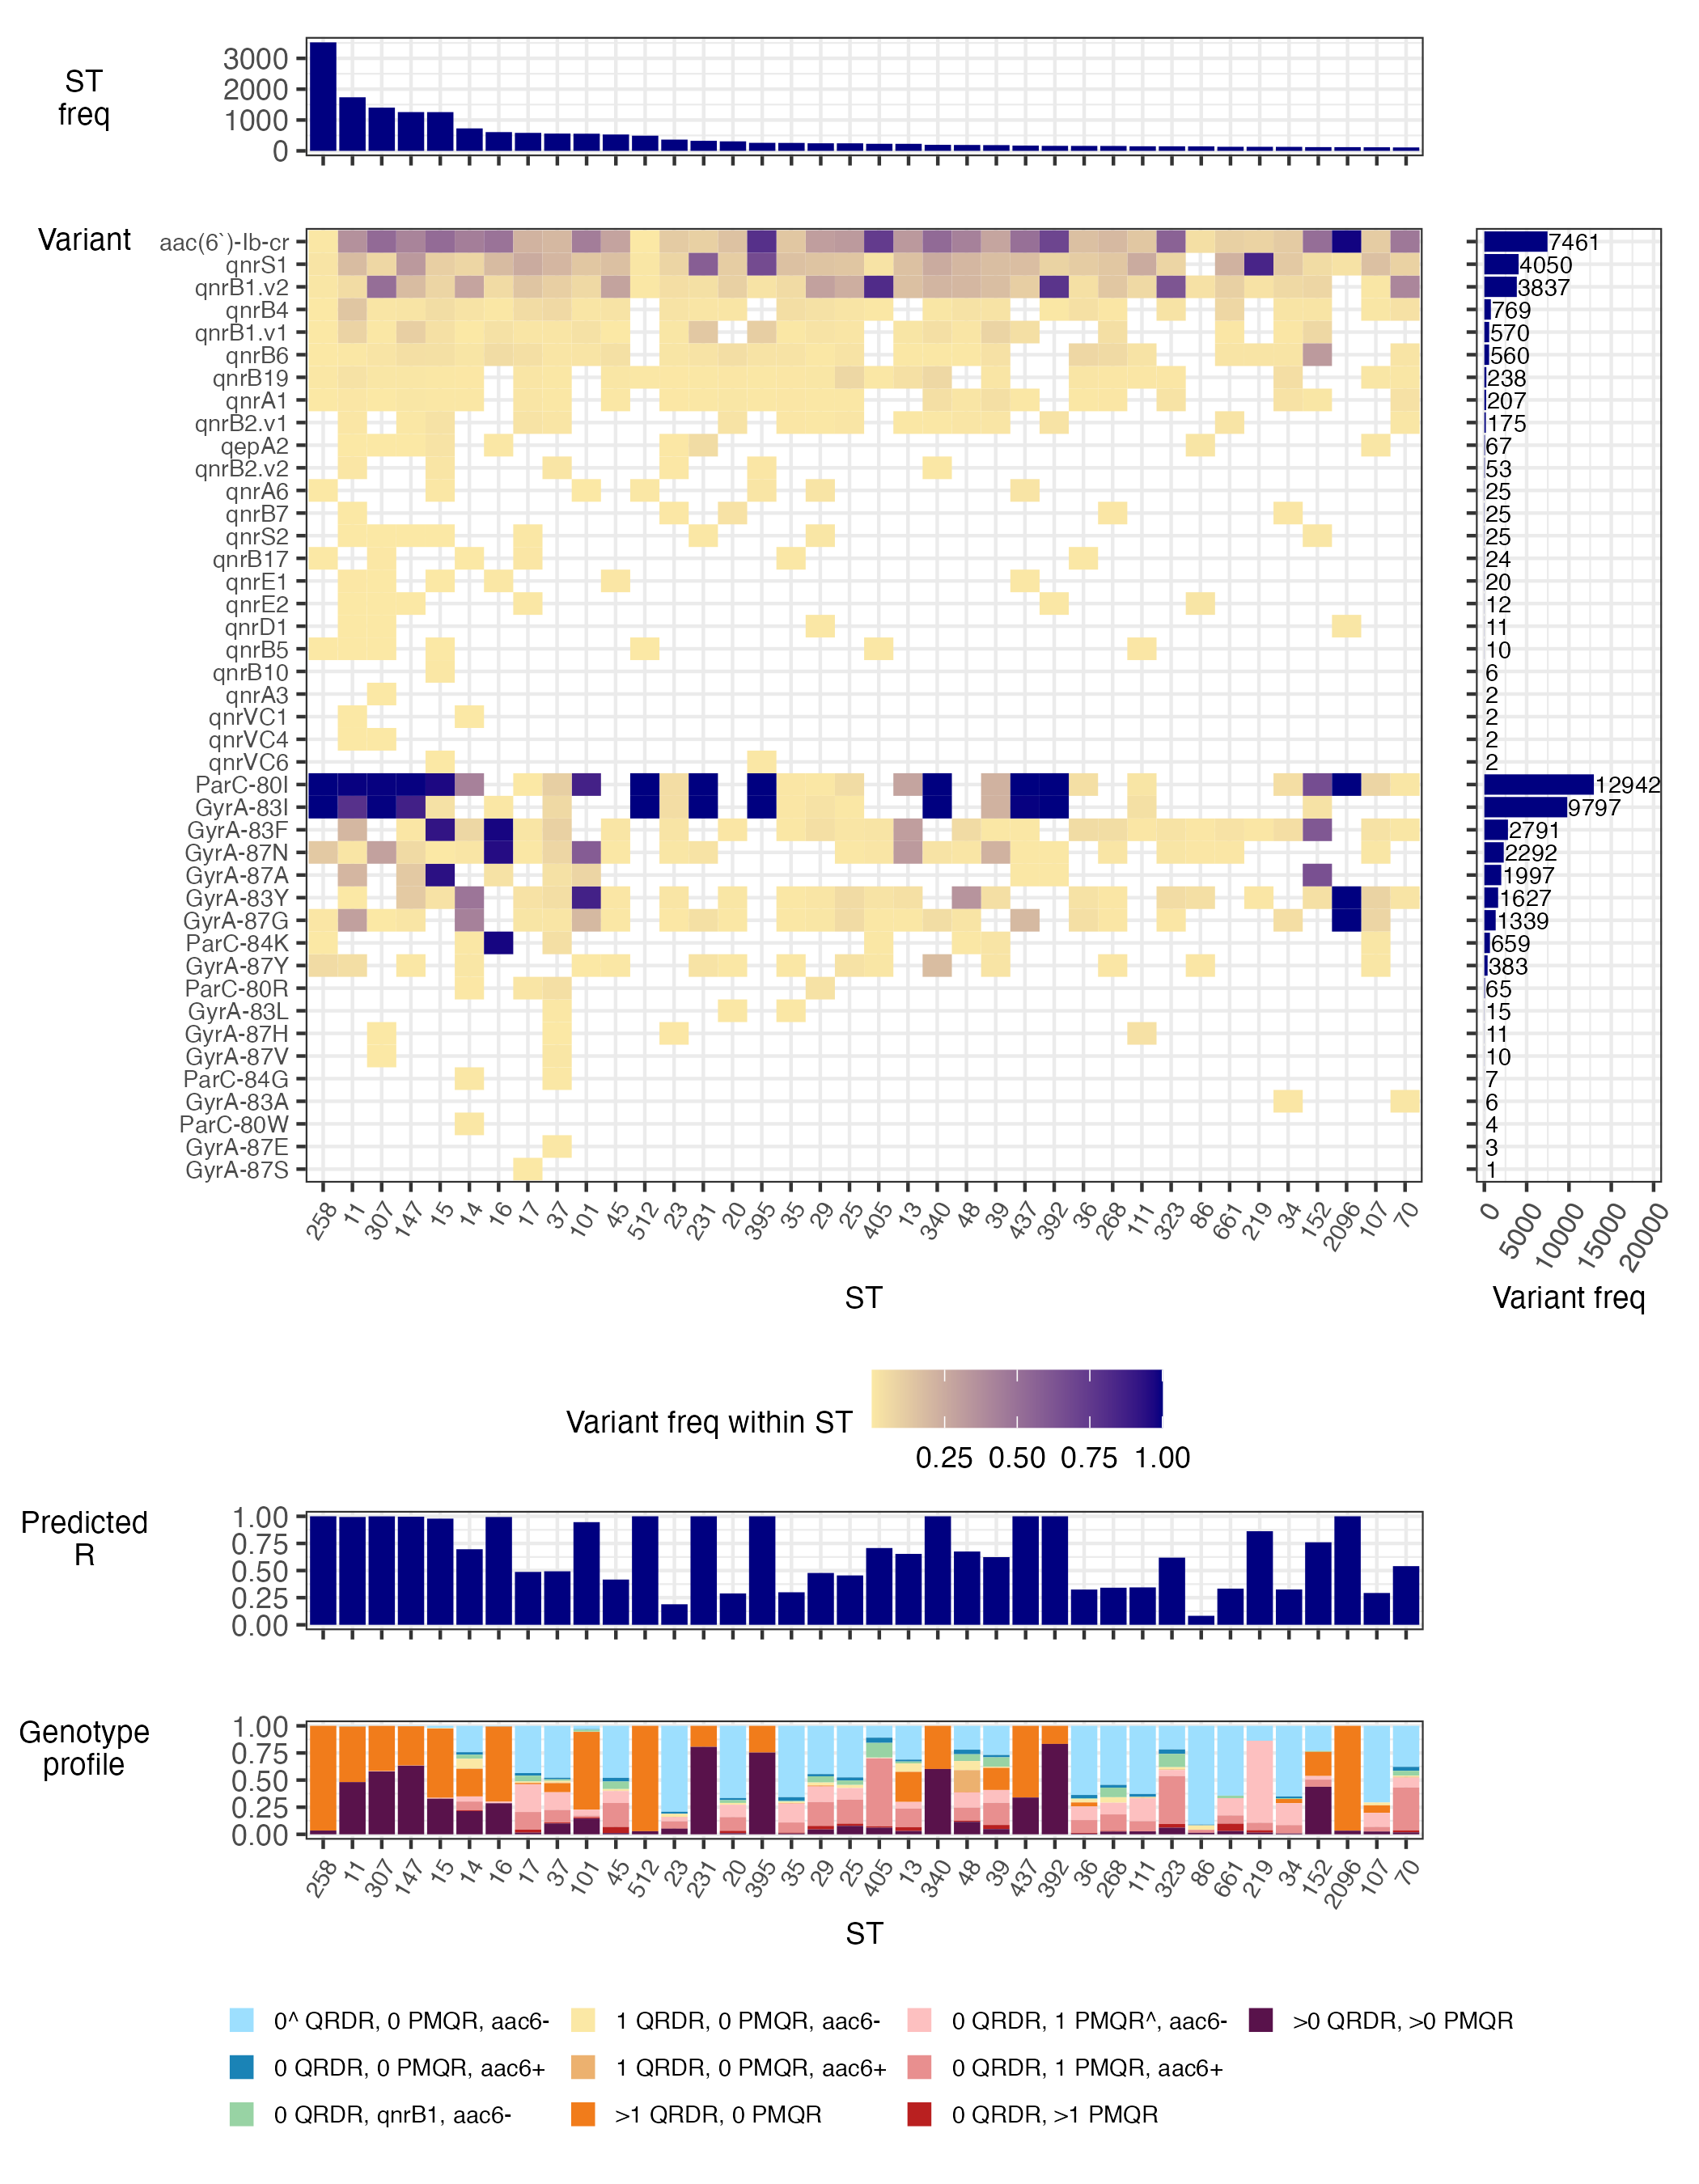 ST
freq
3000
2000
1000
0
Variant
aac(6`)-Ib-cr
qnrS1
qnrB1.v2
qnrB4
qnrB1.v1
qnrB6
qnrB19
qnrA1
qnrB2.v1
qepA2
qnrB2.v2
qnrA6
qnrB7
qnrS2
qnrB17
qnrE1
qnrE2
qnrD1
qnrB5
qnrB10
qnrA3
qnrVC1
qnrVC4
qnrVC6
ParC-80I
GyrA-83I
GyrA-83F
GyrA-87N
GyrA-87A
GyrA-83Y
GyrA-87G
ParC-84K
GyrA-87Y
ParC-80R
GyrA-83L
GyrA-87H
GyrA-87V
ParC-84G
GyrA-83A
ParC-80W
GyrA-87E
GyrA-87S
7461
4050
3837
769
570
560
238
207
175
67
53
25
25
25
24
20
12
11
10
6
2
2
2
2
12942
9797
2791
2292
1997
1627
1339
659
383
65
15
11
10
7
6
4
3
1
258 11 307 147 15 14 16 17 37 101 45 512 23 231 20 395 35 29 25 405 13 340 48 39 437 392 36 268 111 323 86 661 219 34 152 2096 107 70
0 5000 10000 15000 20000
ST
Variant freq
Variant freq within ST
0.25 0.50 0.75 1.00
Predicted
R
1.00
0.75
0.50
0.25
0.00
Genotype
profile
1.00
0.75
0.50
0.25
0.00
258 11 307 147 15 14 16 17 37 101 45 512 23 231 20 395 35 29 25 405 13 340 48 39 437 392 36 268 111 323 86 661 219 34 152 2096 107 70
ST
0^ QRDR, 0 PMQR, aac6-
1 QRDR, 0 PMQR, aac6-
0 QRDR, 1 PMQR^, aac6-
>0 QRDR, >0 PMQR
0 QRDR, 0 PMQR, aac6+
1 QRDR, 0 PMQR, aac6+
0 QRDR, 1 PMQR, aac6+
0 QRDR, qnrB1, aac6-
>1 QRDR, 0 PMQR
0 QRDR, >1 PMQR